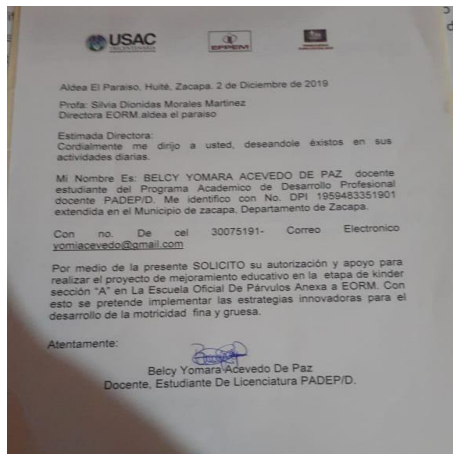 USAC
TRICENTENARIA
EFPEM
Aldea El Paraíso, Huité, Zacapa. 2 de Diciembre de 2019
Profa: Silvia Dionidas Morales Martinez
Directora EORM.aldea el paraíso
Estimada Directora:
Cordialmente me dirijo a usted, deseandole éxistos en sus
actividades diarias.
Mi Nombre Es: BELCY YOMARA ACEVEDO DE PAZ docente
estudiante del Programa Academico de Desarrollo Profesional
docente PADEP/D. Me identifico con No. DPI 1959483351901
extendida en el Municipio de zacapa, Departamento de Zacapa.
Con no. De cel 30075191- Correo Electronico
yomiacevedo@gmail.com
Por medio de la presente SOLICITO su autorización y apoyo para
realizar el proyecto de mejoramiento educativo en la etapa de kinder
sección "A" en La Escuela Oficial De Párvulos Anexa a EORM. Con
esto se pretende implementar las estrategias innovadoras para el
desarrollo de la motricidad fina y gruesa.
Atentamente:
Belcy Yomara Acevedo De Paz
Docente, Estudiante De Licenciatura PADEP/D.